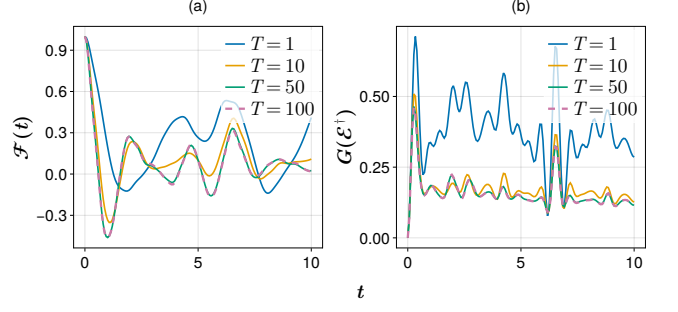 (a)
(b)
T = 1
T = 10
T = 50
T = 100
T = 1
T = 10
T = 50
T = 100
0.9
0.6
0.3
0.0
−0.3
0.50
0.25
0.00
ℱ(t)
G(ℰ†)
0
5
10
0
5
10
t